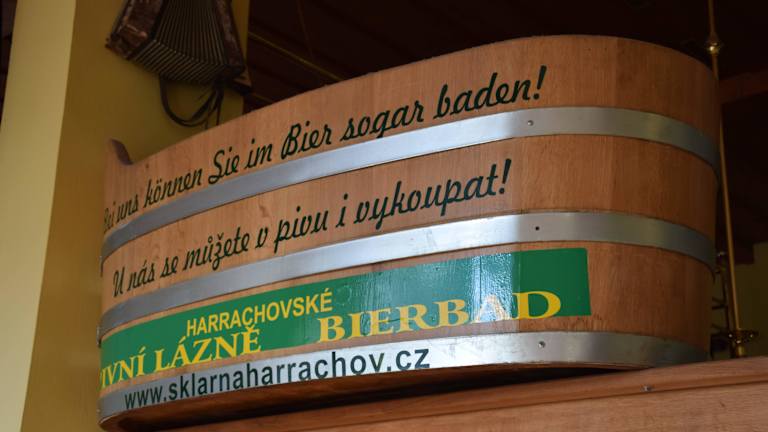 Bei uns können Sie im Bier sogar baden!
U nás se můžete v pivu i vykoupat!
HARRACHOVSKÉ
IVNÍ LÁZNĚ BIERBAD
www.sklarnaharrachov.cz